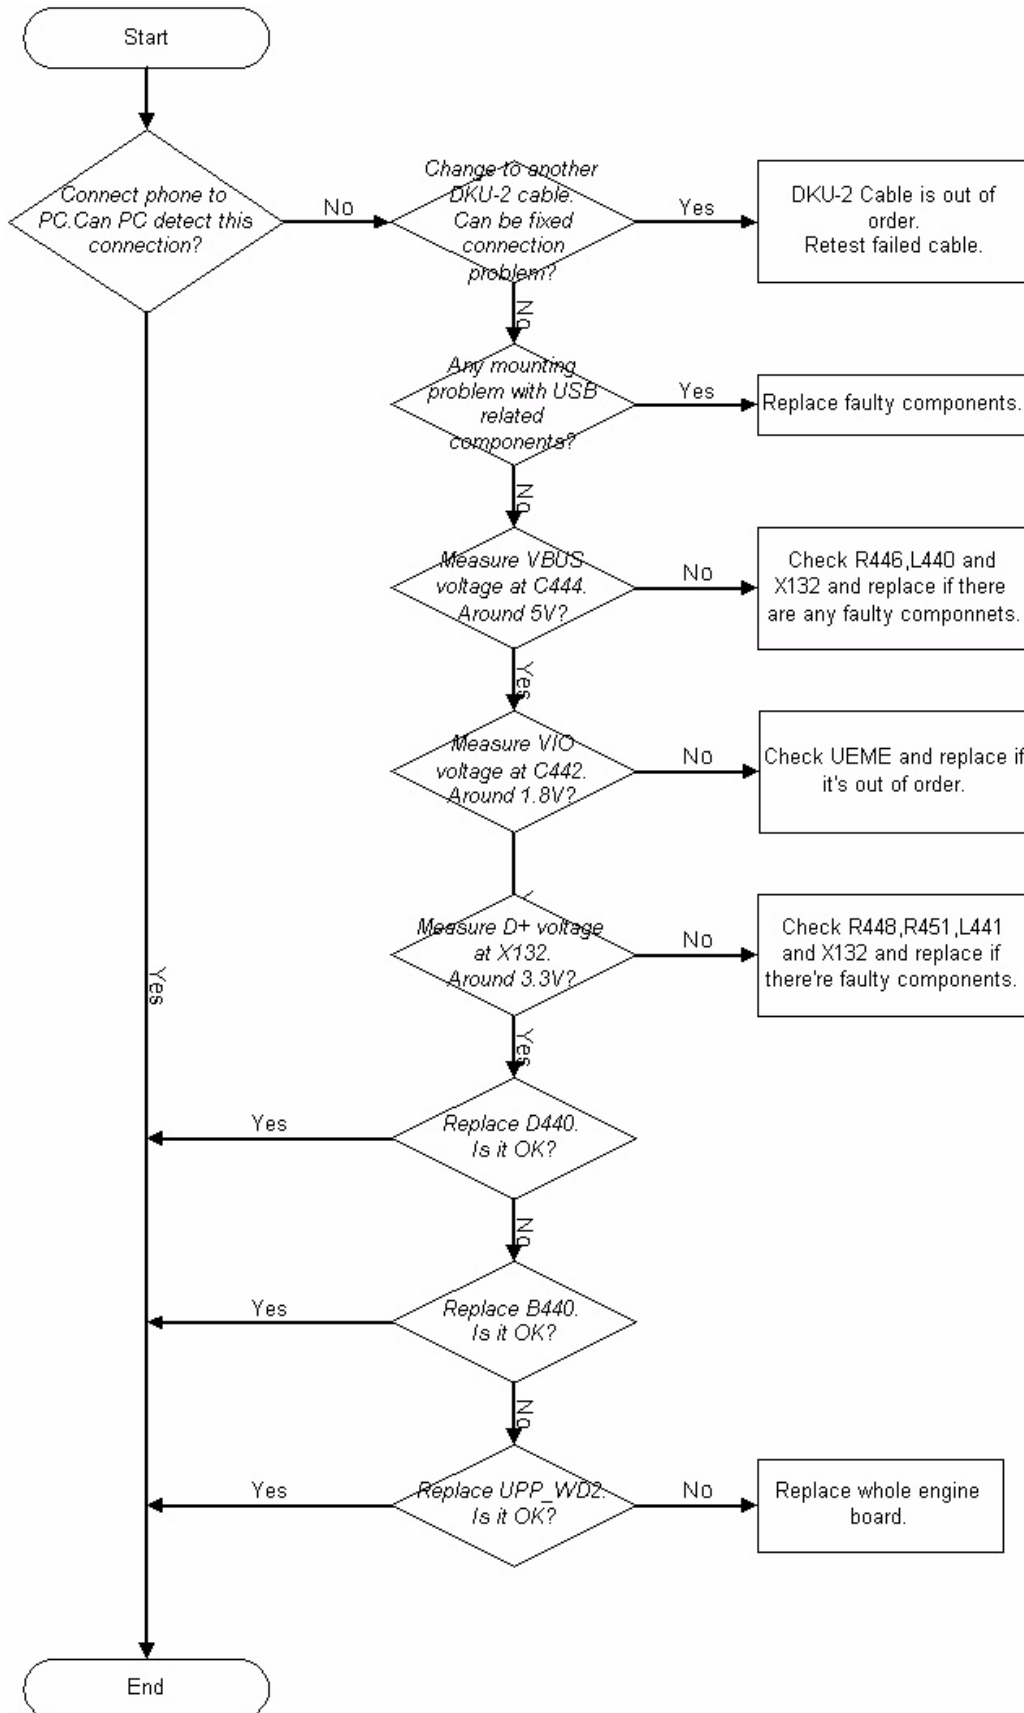 Start
Connect phone to
PC.Can PC detect this
connection?
No
Change to another
DKU-2 cable.
Can be fixed
connection
problem?
Yes
DKU-2 Cable is out of
order.
Retest failed cable.
No
Any mounting
problem with USB
related
components?
Yes
Replace faulty components.
No
Measure VBUS
voltage at C444.
Around 5V?
No
Check R446,L440 and
X132 and replace if there
are any faulty componnets.
Yes
Measure VIO
voltage at C442.
Around 1.8V?
No
Check UEME and replace if
it's out of order.
Measure D+ voltage
at X132.
Around 3.3V?
No
Check R448,R451,L441
and X132 and replace if
there're faulty components.
Yes
Yes
Replace D440.
Is it OK?
Yes
No
Replace B440.
Is it OK?
Yes
No
Replace UPP_WD2.
Is it OK?
Yes
No
Replace whole engine
board.
End